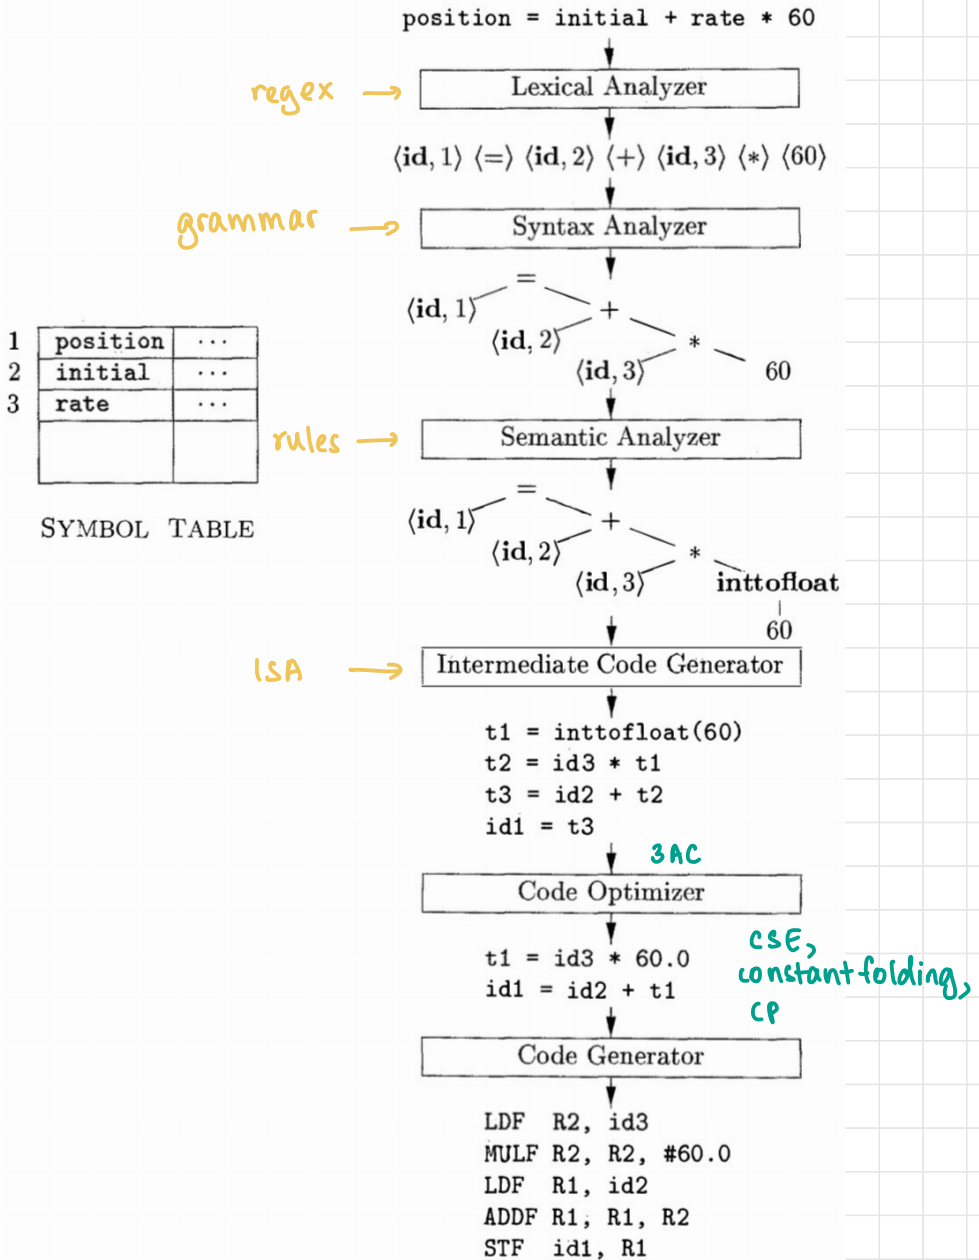 position = initial + rate * 60
regex → Lexical Analyzer
⟨id, 1⟩ ⟨=⟩ ⟨id, 2⟩ ⟨+⟩ ⟨id, 3⟩ ⟨*⟩ ⟨60⟩
grammar → Syntax Analyzer
=
⟨id, 1⟩ +
⟨id, 2⟩ *
⟨id, 3⟩ 60
1 position ...
2 initial ...
3 rate ...
SYMBOL TABLE
rules → Semantic Analyzer
=
⟨id, 1⟩ +
⟨id, 2⟩ *
⟨id, 3⟩ inttofloat
60
ISA → Intermediate Code Generator
t1 = inttofloat(60)
t2 = id3 * t1
t3 = id2 + t2
id1 = t3
3AC
Code Optimizer
t1 = id3 * 60.0
id1 = id2 + t1
CSE,
constant folding,
CP
Code Generator
LDF R2, id3
MULF R2, R2, #60.0
LDF R1, id2
ADDF R1, R1, R2
STF id1, R1